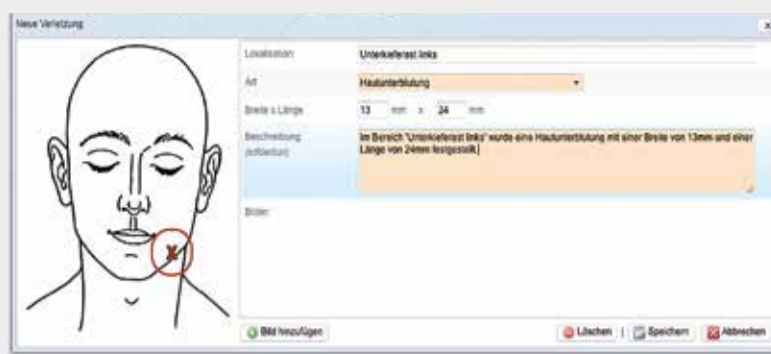 Neue Verletzung
Lokalisation: Unterkieferast links
Art Hautunterblutung
Breite x Länge 13 mm x 24 mm
Beschreibung Im Bereich "Unterkieferast links" wurde eine Hautunterblutung mit einer Breite von 13mm und einer
(editierbar) Länge von 24mm festgestellt.
Bilder:
Bild hinzufügen Löschen | Speichern Abbrechen